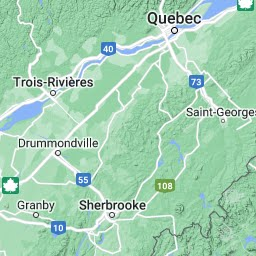 Quebec
40
Trois-Rivières
73
Saint-Georges
Drummondville
55
108
Granby
Sherbrooke
10